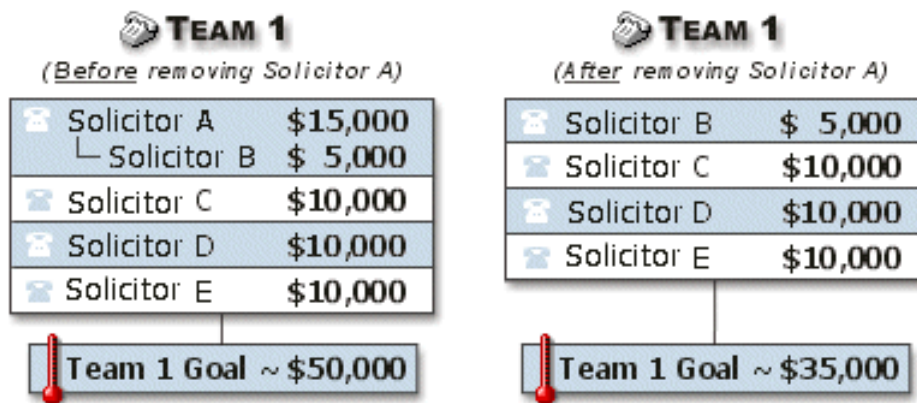 TEAM 1
(Before removing Solicitor A)
Solicitor A $15,000
Solicitor B $ 5,000
Solicitor C $10,000
Solicitor D $10,000
Solicitor E $10,000
Team 1 Goal ~ $50,000
TEAM 1
(After removing Solicitor A)
Solicitor B $ 5,000
Solicitor C $10,000
Solicitor D $10,000
Solicitor E $10,000
Team 1 Goal ~ $35,000